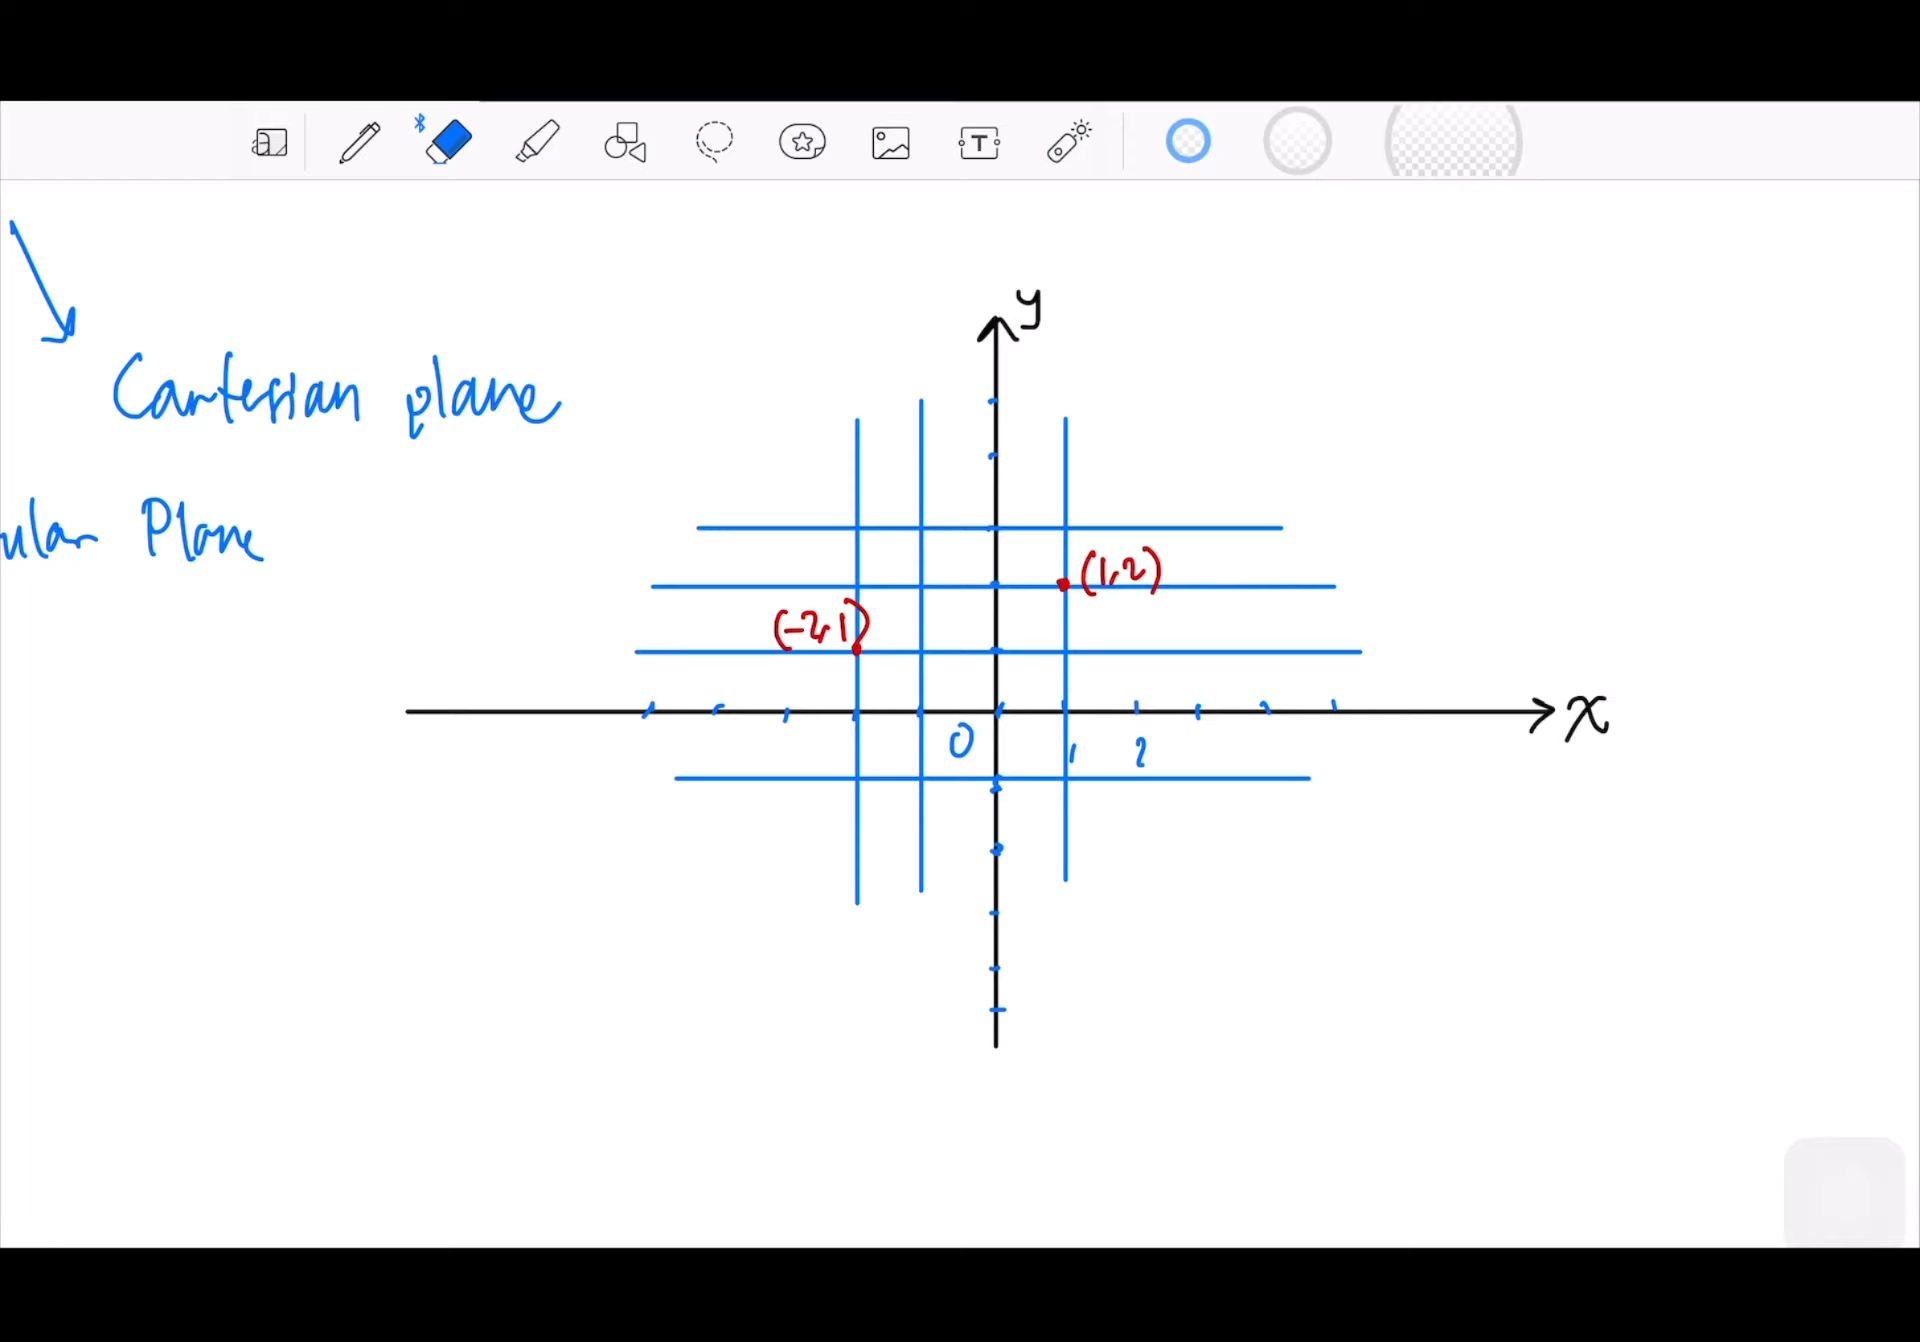 y
Cartesian plane
ular Plane
(1,2)
(-2,1)
x
0 1 2